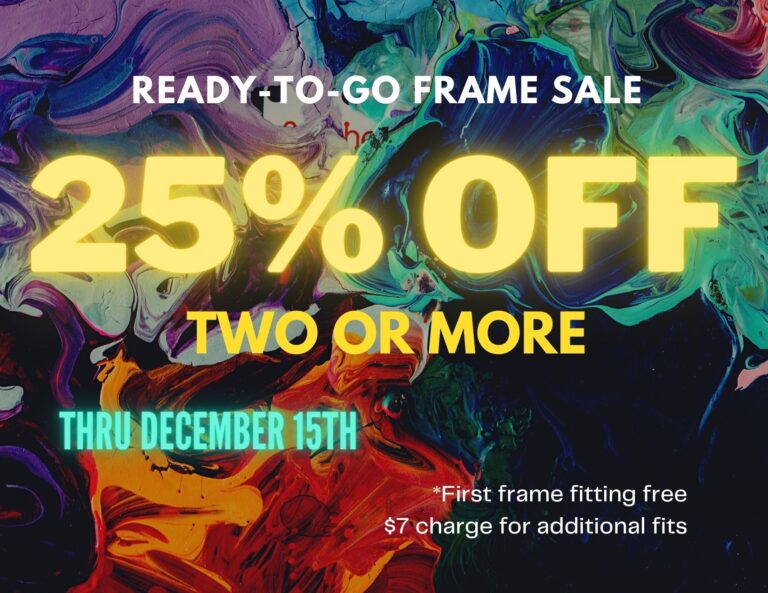 READY-TO-GO FRAME SALE
25% OFF
TWO OR MORE
THRU DECEMBER 15TH
*First frame fitting free
$7 charge for additional fits